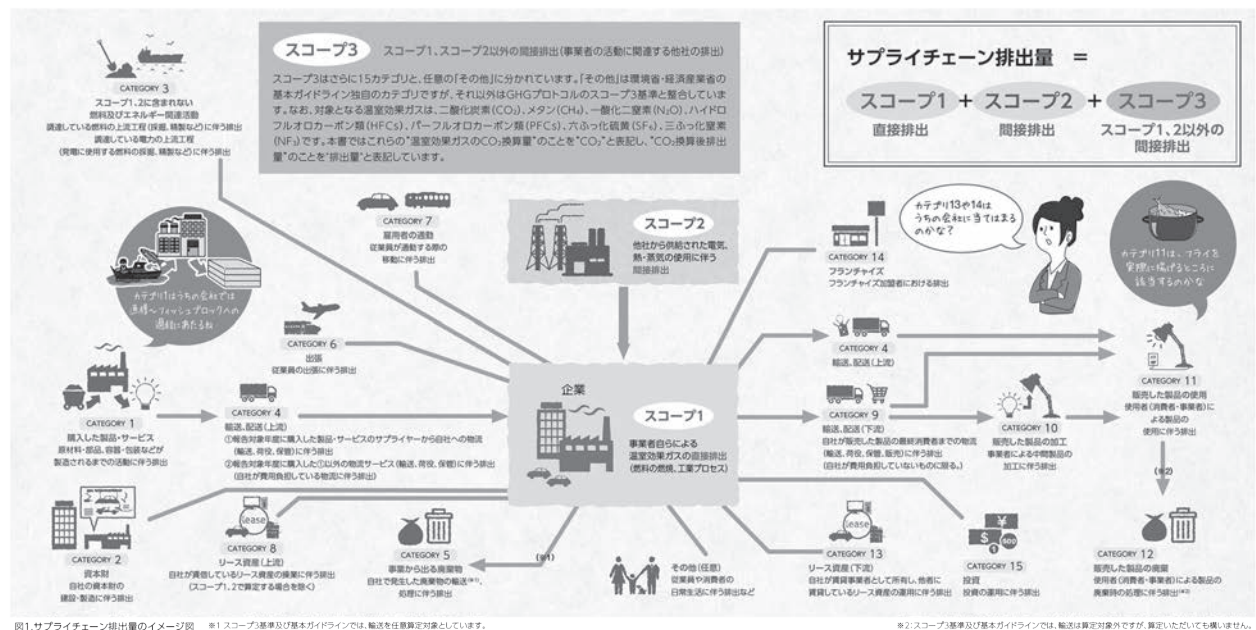 CATEGORY 3
スコープ1、2に含まれない
燃料及びエネルギー関連活動
調達している燃料の上流工程(採掘、精製など)に伴う排出
調達している電力の上流工程
(発電に使用する燃料の採掘、精製など)に伴う排出
スコープ3 スコープ1、スコープ2以外の間接排出(事業者の活動に関連する他社の排出)
スコープ3はさらに15カテゴリと、任意の「その他」に分かれています。「その他」は環境省・経済産業省の
基本ガイドライン独自のカテゴリですが、それ以外はGHGプロトコルのスコープ3基準と整合していま
す。なお、対象となる温室効果ガスは、二酸化炭素(CO₂)、メタン(CH₄)、一酸化二窒素(N₂O)、ハイドロ
フルオロカーボン類(HFCs)、パーフルオロカーボン類(PFCs)、六ふっ化硫黄(SF₆)、三ふっ化窒素
(NF₃)です。本書ではこれらの"温室効果ガスのCO₂換算量"のことを"CO₂"と表記し、"CO₂換算後排出
量"のことを"排出量"と表記しています。
サプライチェーン排出量 =
スコープ1 + スコープ2 + スコープ3
直接排出
間接排出
スコープ1、2以外の
間接排出
カテゴリ1はうちの会社では
漁獲〜フィッシュブロックへの
過程にあたるね
CATEGORY 7
雇用者の通勤
従業員が通勤する際の
移動に伴う排出
スコープ2
他社から供給された電気、
熱・蒸気の使用に伴う
間接排出
CATEGORY 14
フランチャイズ
フランチャイズ加盟者における排出
カテゴリ13や14は
うちの会社に当てはまる
のかな?
カテゴリ11は、フライを
実際に揚げるところに
該当するのかな
CATEGORY 6
出張
従業員の出張に伴う排出
CATEGORY 1
購入した製品・サービス
原材料・部品、容器・包装などが
製造されるまでの活動に伴う排出
CATEGORY 4
輸送、配送(上流)
①報告対象年度に購入した製品・サービスのサプライヤーから自社への物流
(輸送、荷役、保管)に伴う排出
②報告対象年度に購入した①以外の物流サービス(輸送、荷役、保管)に伴う排出
(自社が費用負担している物流に伴う排出)
企業
スコープ1
事業者自らによる
温室効果ガスの直接排出
(燃料の燃焼、工業プロセス)
CATEGORY 4
輸送、配送(上流)
CATEGORY 9
輸送、配送(下流)
自社が販売した製品の最終消費者までの物流
(輸送、荷役、保管、販売)に伴う排出
(自社が費用負担していないものに限る。)
CATEGORY 10
販売した製品の加工
事業者による中間製品の
加工に伴う排出
CATEGORY 11
販売した製品の使用
使用者(消費者・事業者)によ
る製品の
使用に伴う排出
(※2)
CATEGORY 2
資本財
自社の資本財の
建設・製造に伴う排出
Lease
CATEGORY 8
リース資産(上流)
自社が賃借しているリース資産の操業に伴う排出
(スコープ1、2で算定する場合を除く)
(※1)
CATEGORY 5
事業から出る廃棄物
自社で発生した廃棄物の輸送(※1)、
処理に伴う排出
その他(任意)
従業員や消費者の
日常生活に伴う排出など
Lease
CATEGORY 13
リース資産(下流)
自社が賃貸事業者として所有し、他者に
賃貸しているリース資産の運用に伴う排出
¥
$
CATEGORY 15
投資
投資の運用に伴う排出
CATEGORY 12
販売した製品の廃棄
使用者(消費者・事業者)による製品の
廃棄時の処理に伴う排出(※2)
図1.サプライチェーン排出量のイメージ図 ※1 スコープ3基準及び基本ガイドラインでは、輸送を任意算定対象としています。
※2:スコープ3基準及び基本ガイドラインでは、輸送は算定対象外ですが、算定いただいても構いません。